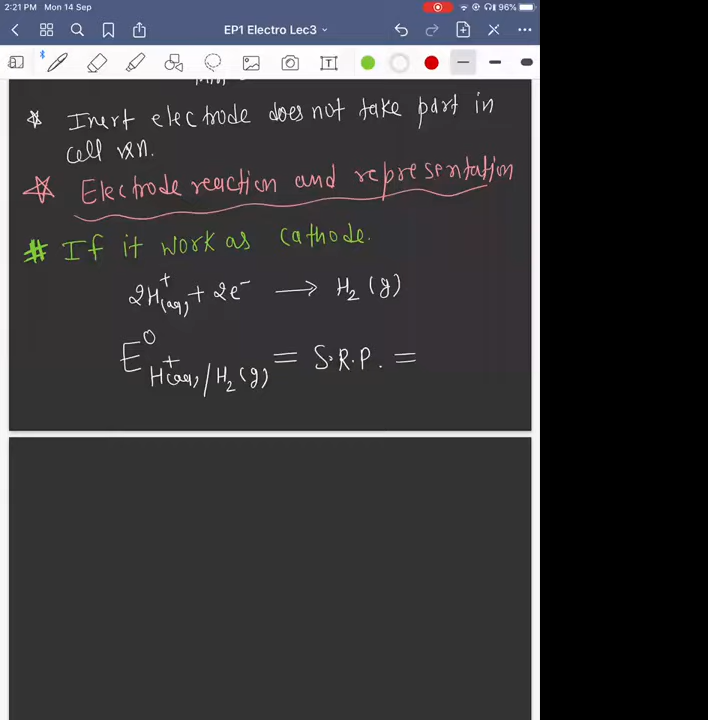 2:21 PM Mon 14 Sep
96%
EP1 Electro Lec3
T
* Inert electrode does not take part in
cell rxn.
Electrode reaction and representation
# If it work as cathode.
2H⁺(aq) + 2e⁻ → H₂ (g)
E⁰ H⁺(aq)/H₂(g) = S.R.P. =